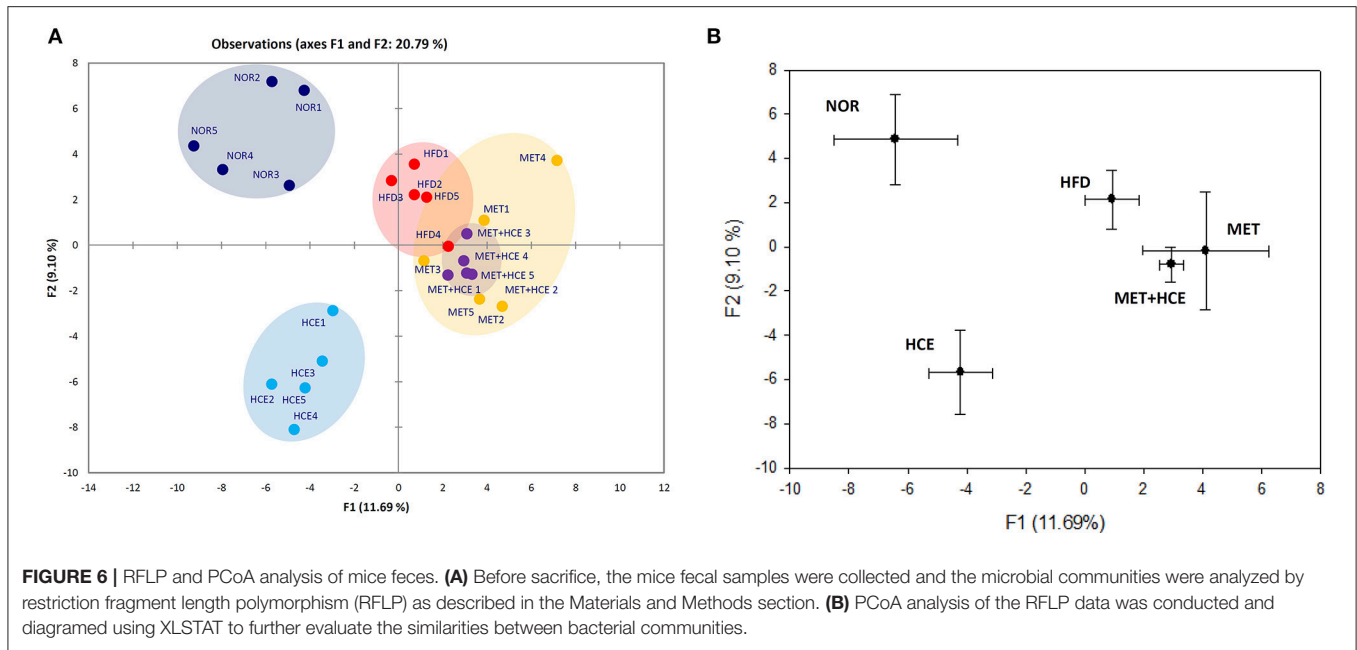 A
Observations (axes F1 and F2: 20.79 %)
8
6
4
2
0
-2
-4
-6
-8
-10
-14 -12 -10 -8 -6 -4 -2 0 2 4 6 8 10 12
F2 (9.10 %)
F1 (11.69 %)
NOR2
NOR1
NOR5
NOR4
NOR3
HFD1
MET4
HFD2
HFD3
HFD5
MET1
HFD4
MET+HCE 3
MET+HCE 4
MET3
MET+HCE 5
MET+HCE 1
MET+HCE 2
MET5
MET2
HCE1
HCE3
HCE2
HCE5
HCE4
B
8
6
4
2
0
-2
-4
-6
-8
-10
-10 -8 -6 -4 -2 0 2 4 6 8
F2 (9.10 %)
F1 (11.69%)
NOR
HFD
MET
MET+HCE
HCE
FIGURE 6 | RFLP and PCoA analysis of mice feces. (A) Before sacrifice, the mice fecal samples were collected and the microbial communities were analyzed by
restriction fragment length polymorphism (RFLP) as described in the Materials and Methods section. (B) PCoA analysis of the RFLP data was conducted and
diagramed using XLSTAT to further evaluate the similarities between bacterial communities.